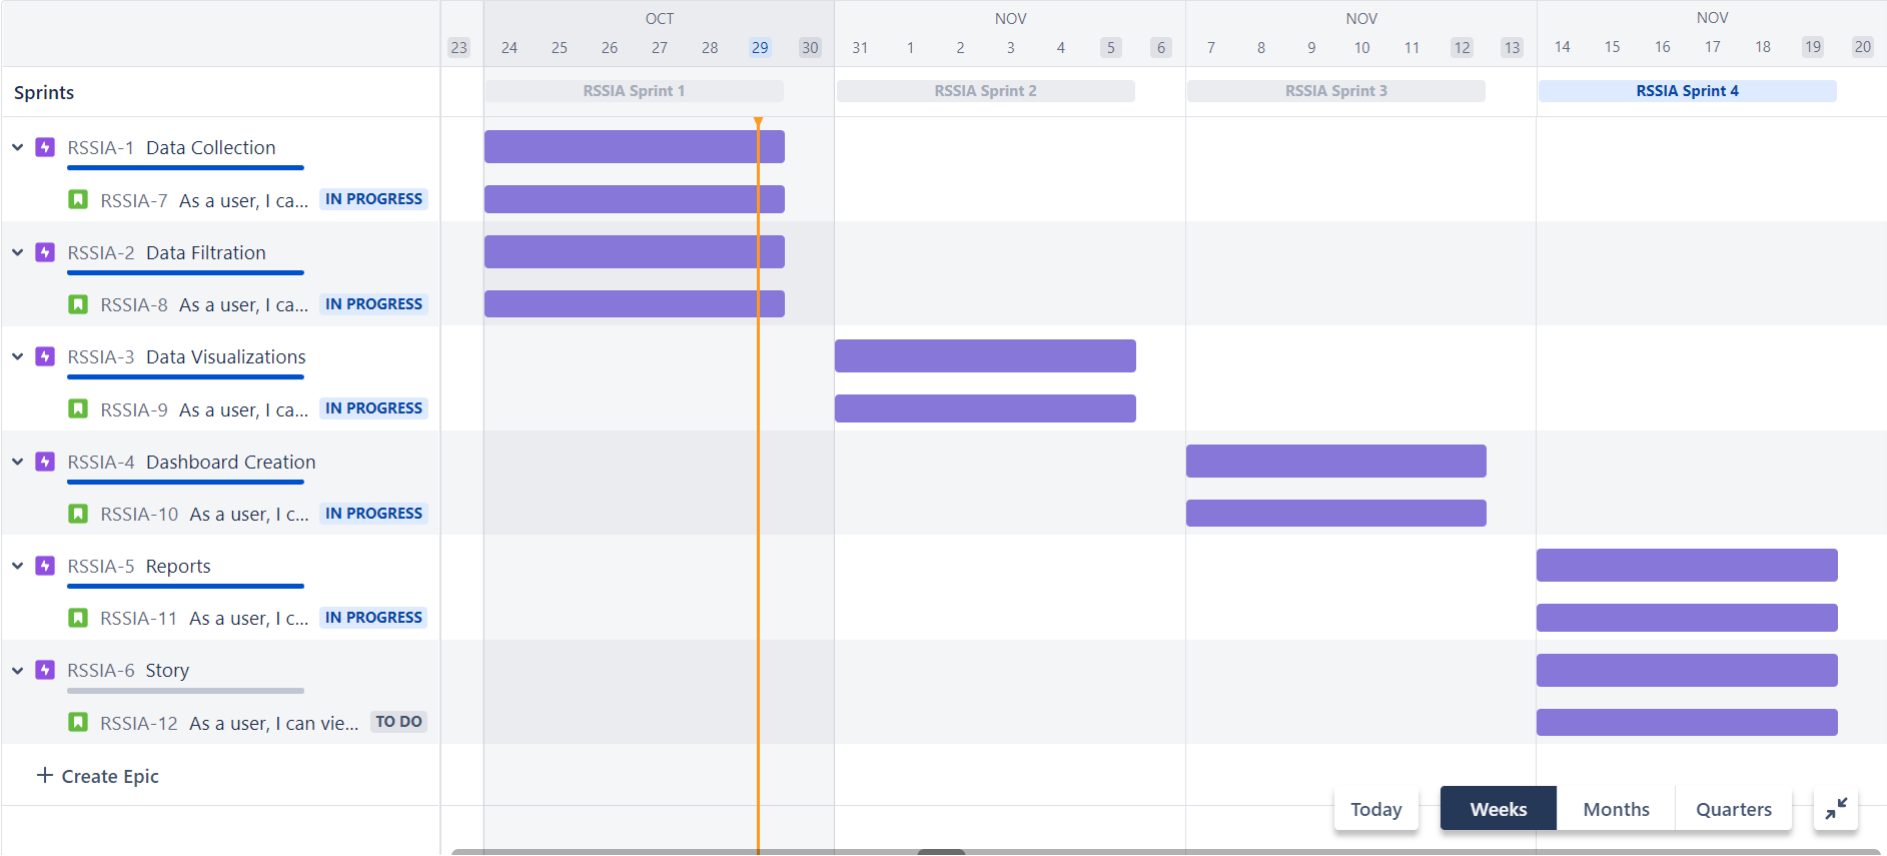 OCT NOV NOV NOV
23 24 25 26 27 28 29 30 31 1 2 3 4 5 6 7 8 9 10 11 12 13 14 15 16 17 18 19 20
Sprints RSSIA Sprint 1 RSSIA Sprint 2 RSSIA Sprint 3 RSSIA Sprint 4
RSSIA-1 Data Collection
RSSIA-7 As a user, I ca... IN PROGRESS
RSSIA-2 Data Filtration
RSSIA-8 As a user, I ca... IN PROGRESS
RSSIA-3 Data Visualizations
RSSIA-9 As a user, I ca... IN PROGRESS
RSSIA-4 Dashboard Creation
RSSIA-10 As a user, I c... IN PROGRESS
RSSIA-5 Reports
RSSIA-11 As a user, I c... IN PROGRESS
RSSIA-6 Story
RSSIA-12 As a user, I can vie... TO DO
+ Create Epic
Today Weeks Months Quarters